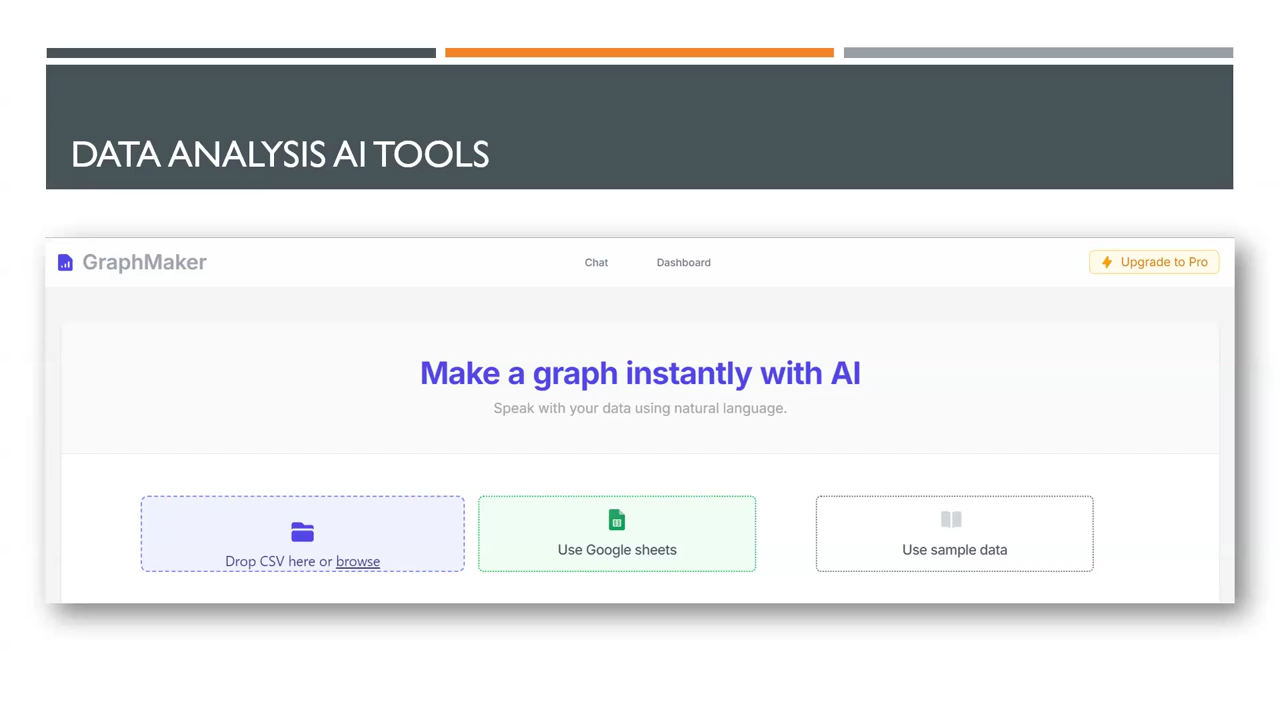 DATA ANALYSIS AI TOOLS
GraphMaker
Chat
Dashboard
Upgrade to Pro
Make a graph instantly with AI
Speak with your data using natural language.
Drop CSV here or browse
Use Google sheets
Use sample data